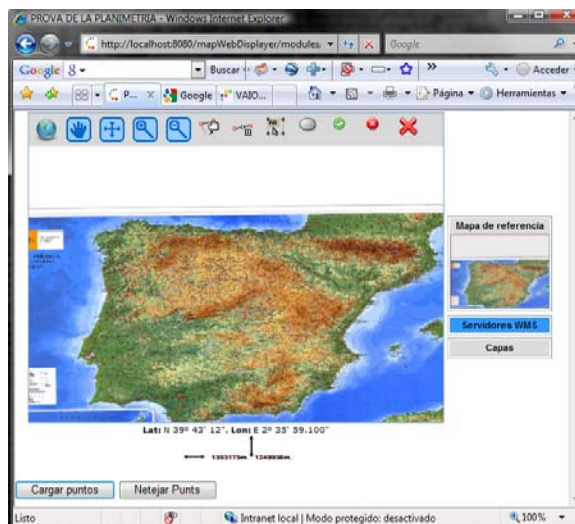 PROVA DE LA PLANIMETRIA - Windows Internet Explorer
http://localhost:8080/mapWebDisplayer/modules.
Google
Google
Buscar
»
Acceder
P...
Google
VAIO...
Página
Herramientas
Mapa de referencia
Servidores WMS
Capas
Lat: N 39º 43' 12", Lon: E 2º 35' 59.100"
Cargar puntos
Netejar Punts
Listo
Intranet local | Modo protegido: desactivado
100%